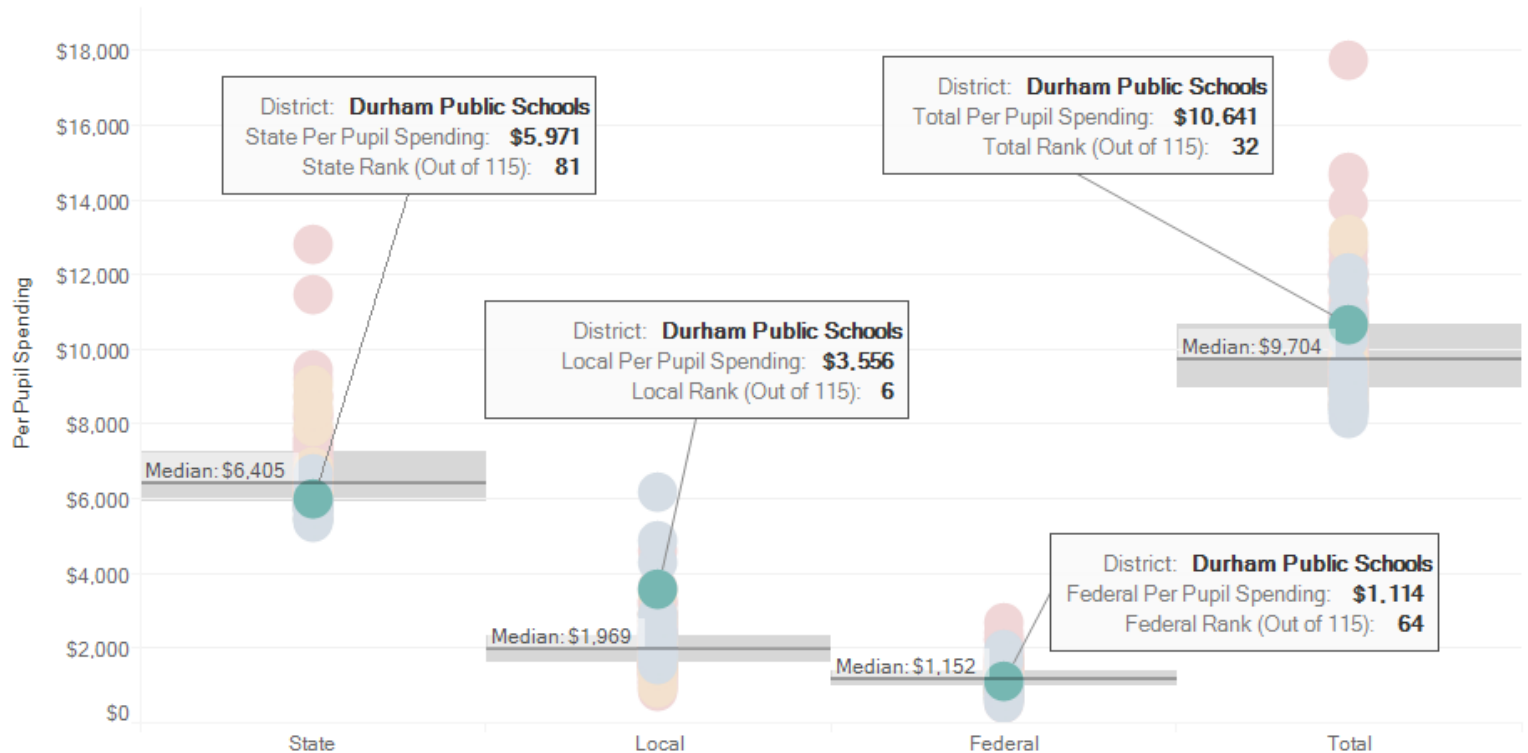 Per Pupil Spending
$18,000
$16,000
$14,000
$12,000
$10,000
$8,000
$6,000
$4,000
$2,000
$0
District: Durham Public Schools
State Per Pupil Spending: $5,971
State Rank (Out of 115): 81
District: Durham Public Schools
Total Per Pupil Spending: $10,641
Total Rank (Out of 115): 32
District: Durham Public Schools
Local Per Pupil Spending: $3,556
Local Rank (Out of 115): 6
District: Durham Public Schools
Federal Per Pupil Spending: $1,114
Federal Rank (Out of 115): 64
Median: $6,405
Median: $1,969
Median: $1,152
Median: $9,704
State
Local
Federal
Total